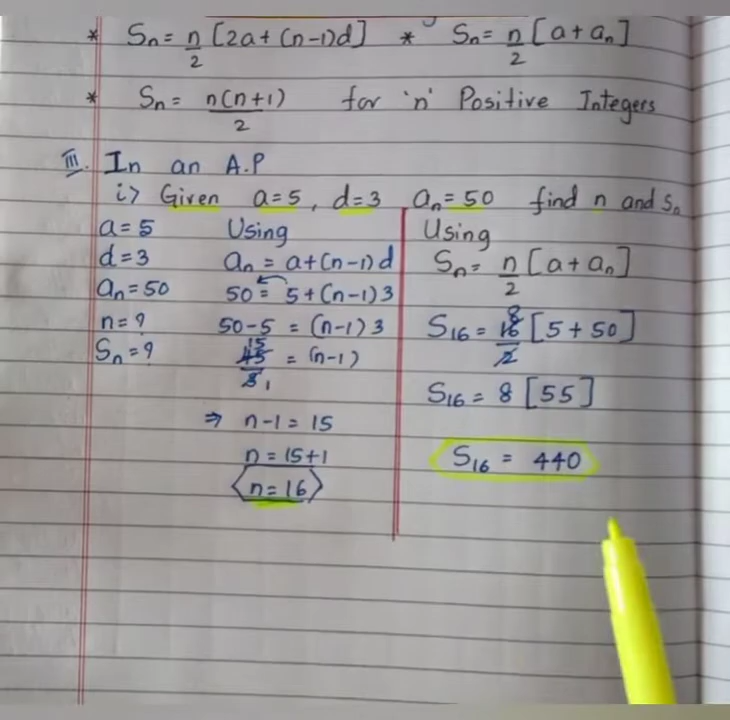 * Sn = n/2 [2a + (n-1)d] * Sn = n/2 [a + an]
* Sn = n(n+1)/2 for 'n' Positive Integers
III. In an A.P
i) Given a=5, d=3 an=50 find n and Sn
a = 5 Using
d = 3 an = a+(n-1)d
an = 50 50 = 5+(n-1)3
n = ? 50-5 = (n-1)3
Sn = ? 15 45/3 1 = (n-1)
⇒ n-1 = 15
n = 15+1
n = 16
Using
Sn = n/2 [a + an]
S16 = 8 16/2 [5 + 50]
S16 = 8 [55]
S16 = 440